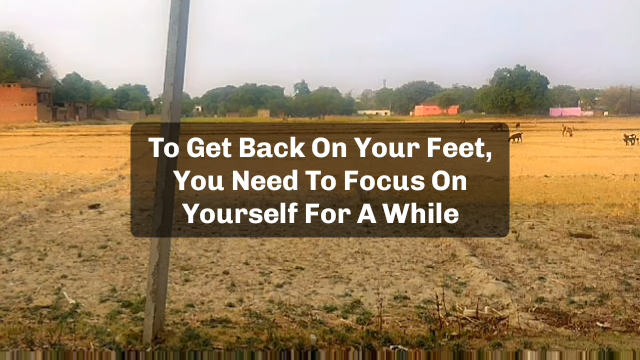 To Get Back On Your Feet,
You Need To Focus On
Yourself For A While